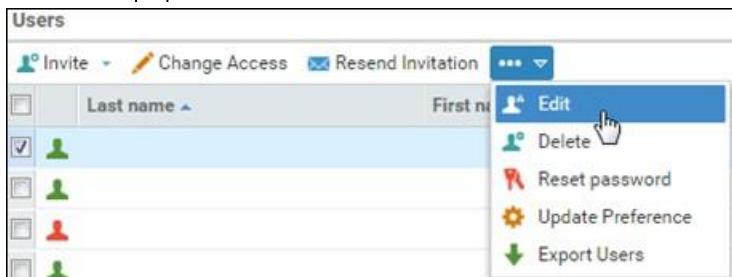 Users
Invite Change Access Resend Invitation •••
Last name First na
Edit
Delete
Reset password
Update Preference
Export Users